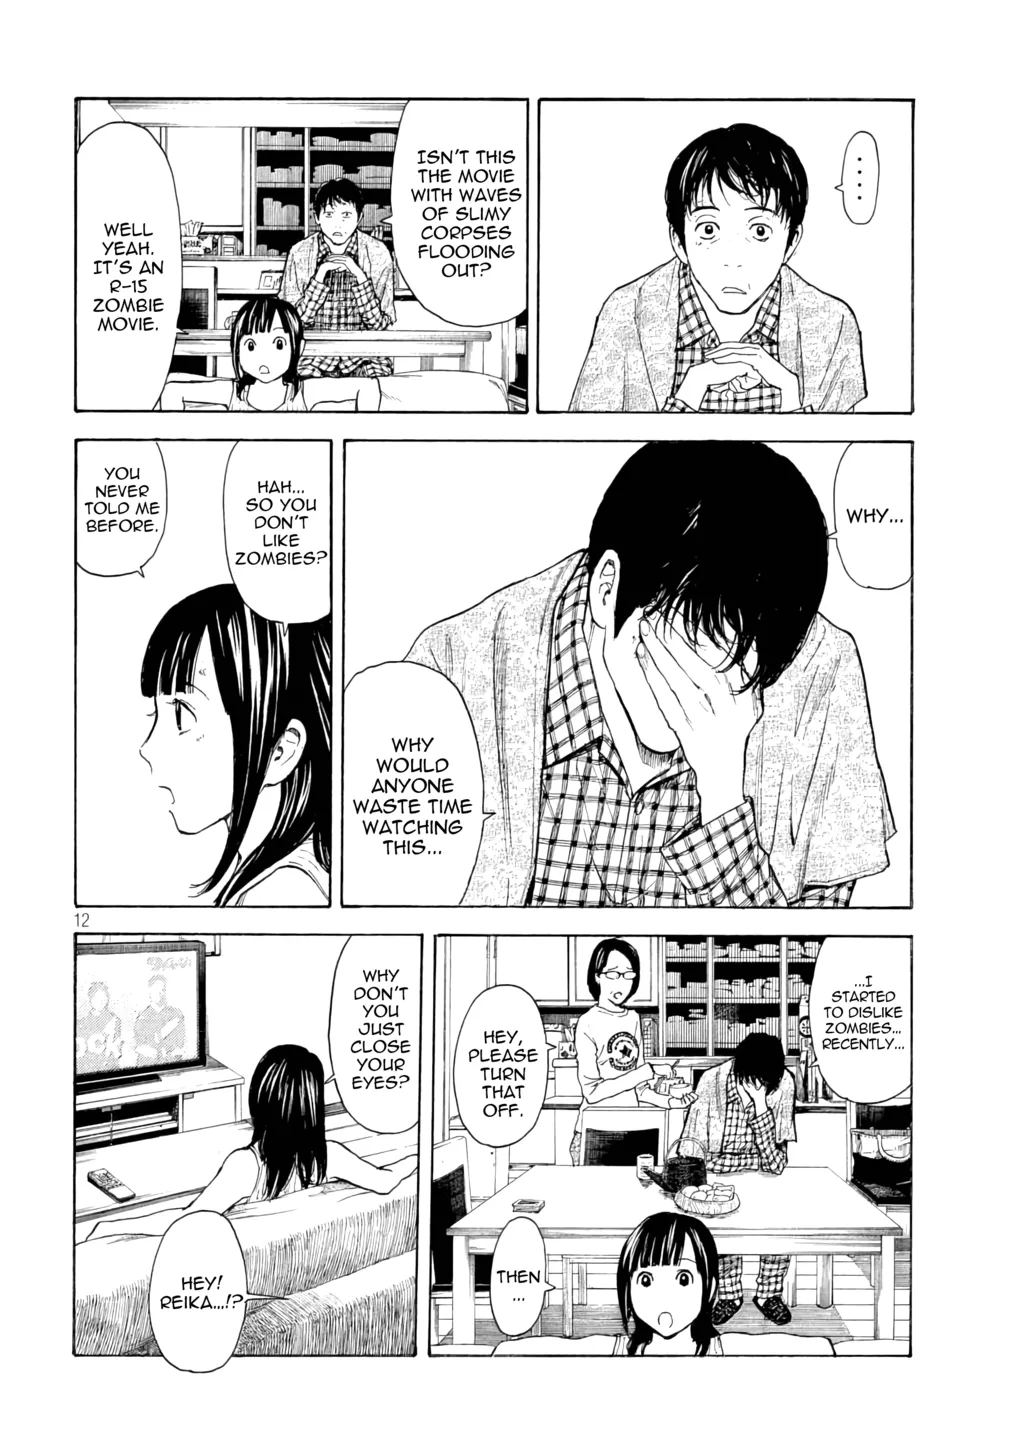 ....
ISN'T THIS
THE MOVIE
WITH WAVES
OF SLIMY
CORPSES
FLOODING
OUT?
WELL
YEAH.
IT'S AN
R-15
ZOMBIE
MOVIE.
WHY...
WHY
WOULD
ANYONE
WASTE TIME
WATCHING
THIS...
HAH...
SO YOU
DON'T
LIKE
ZOMBIES?
YOU
NEVER
TOLD ME
BEFORE.
12
...I
STARTED
TO DISLIKE
ZOMBIES...
RECENTLY...
HEY,
PLEASE
TURN
THAT
OFF.
THEN
...
WHY
DON'T
YOU
JUST
CLOSE
YOUR
EYES?
HEY!
REIKA...!?